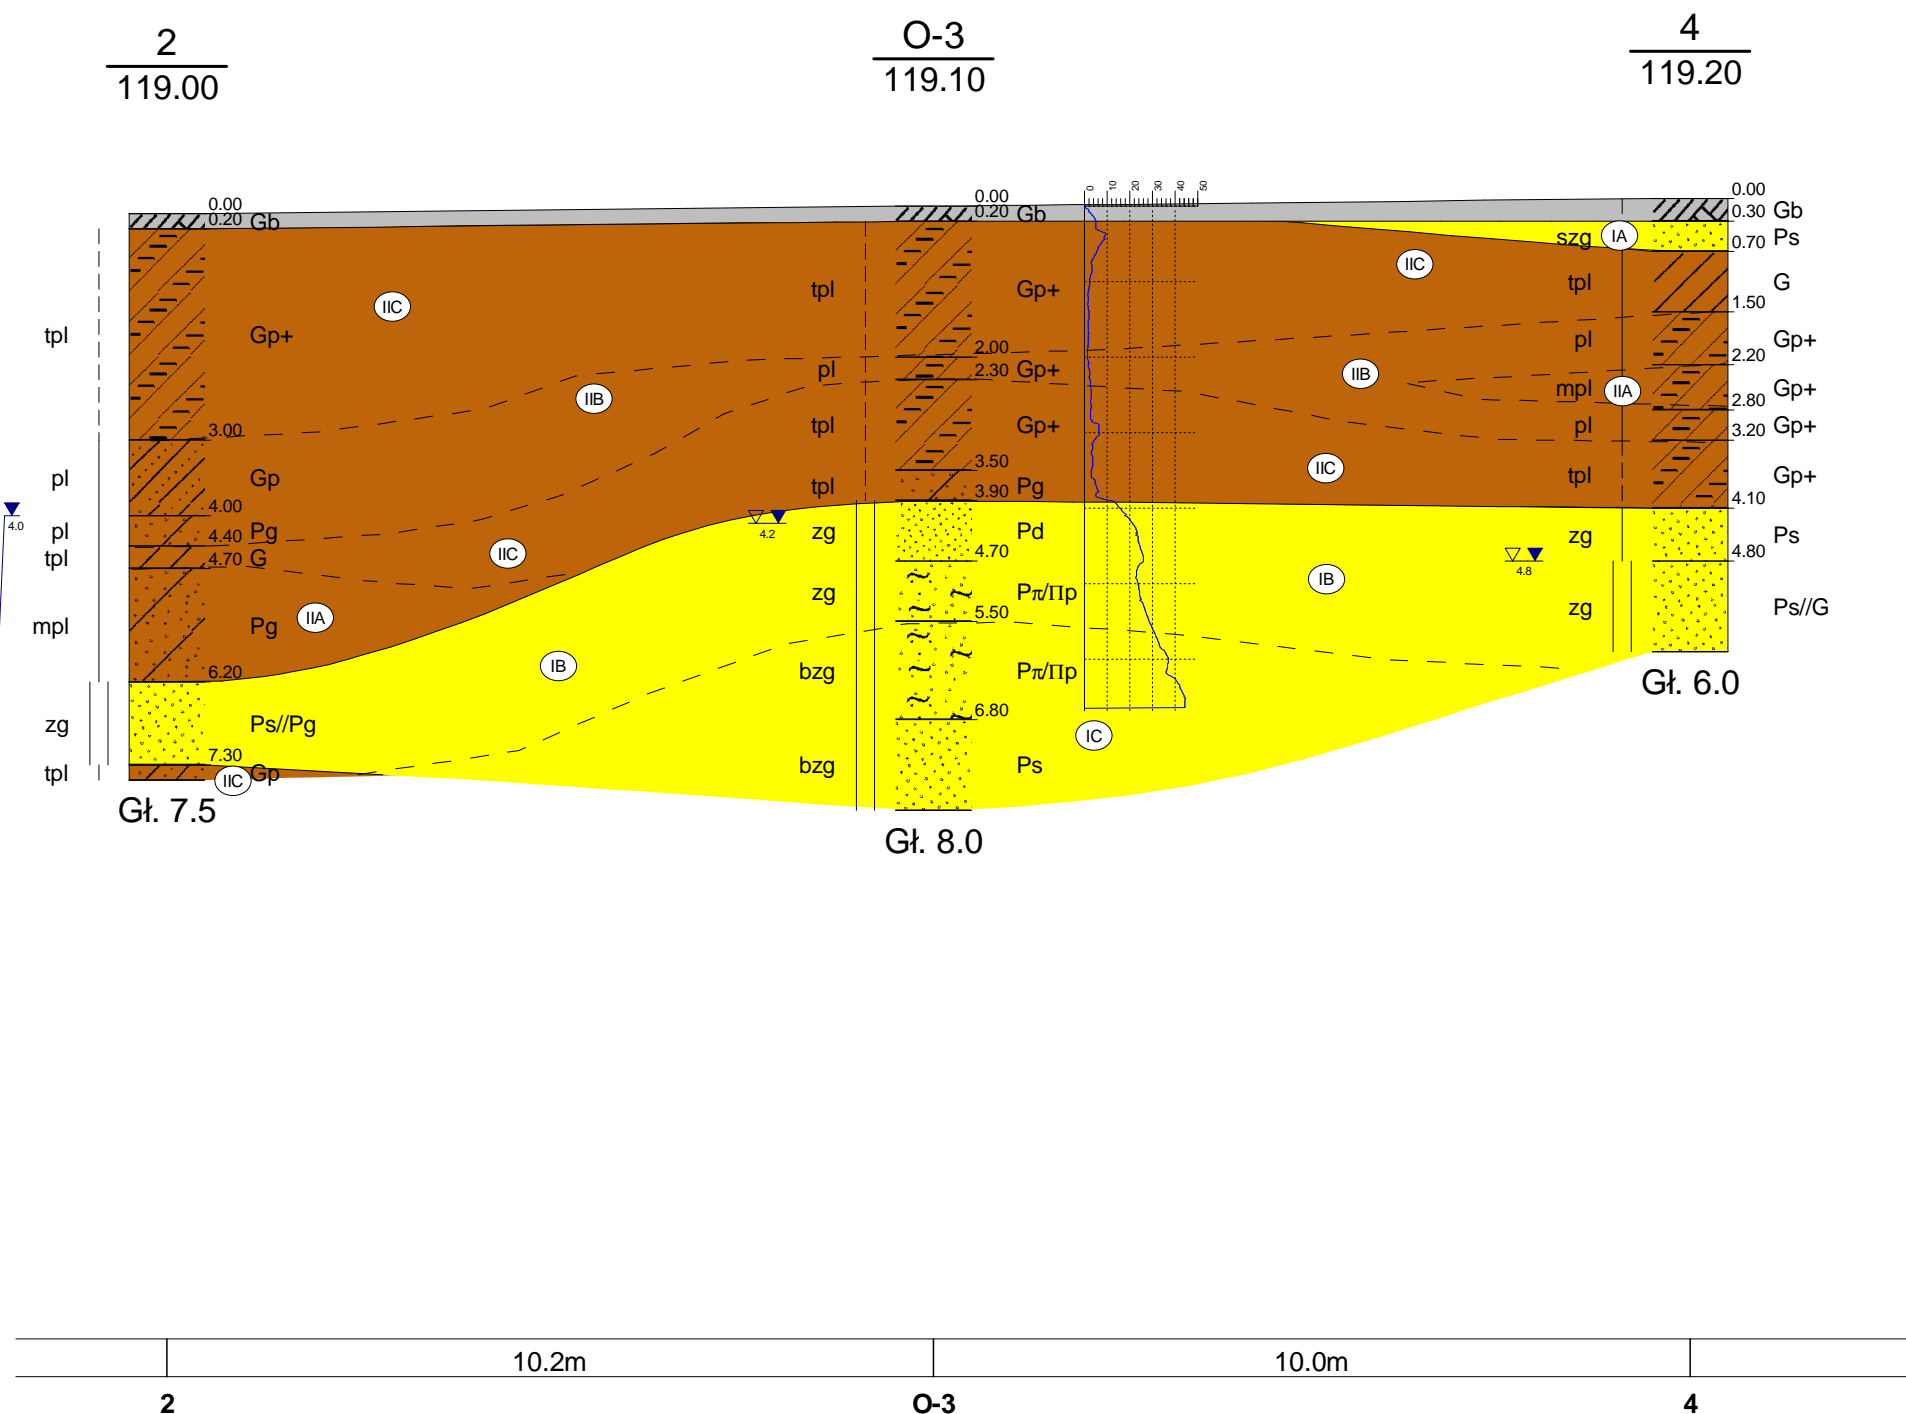 2
119.00
O-3
119.10
4
119.20
0.00
0.20 Gb
tpl
Gp+
3.00
pl
Gp
4.00
4.0
pl
Pg
4.40
tpl
4.70 G
mpl
Pg
6.20
zg
Ps//Pg
7.30
tpl
Gp
Gł. 7.5
IIC
IIB
IIC
IIA
IB
IIC
0.00
0.20 Gb
tpl
Gp+
2.00
pl
2.30 Gp+
tpl
Gp+
3.50
tpl
3.90 Pg
4.2
zg
Pd
4.70
zg
Pπ/Πp
5.50
bzg
Pπ/Πp
6.80
bzg
Ps
Gł. 8.0
0 10 20 30 40 50
IIC
IIB
IIC
IB
IC
0.00
0.30 Gb
szg
IA
0.70 Ps
tpl
G
1.50
pl
Gp+
2.20
mpl
IIA
Gp+
2.80
pl
Gp+
3.20
tpl
Gp+
4.10
zg
Ps
4.80
4.8
zg
Ps//G
Gł. 6.0
10.2m
10.0m
2
O-3
4